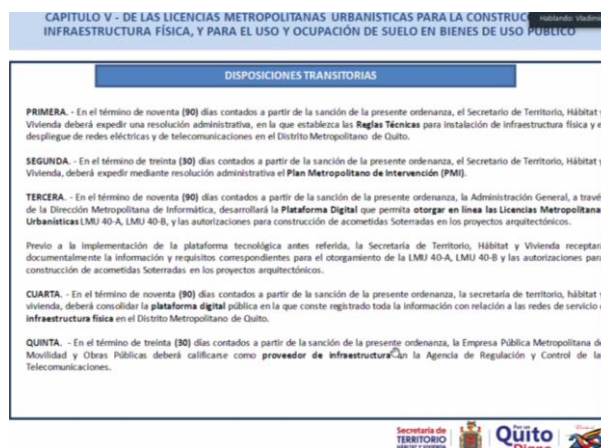 CAPITULO V - DE LAS LICENCIAS METROPOLITANAS URBANÍSTICAS PARA LA CONSTRUC
Hablando: Vladimi
INFRAESTRUCTURA FÍSICA, Y PARA EL USO Y OCUPACIÓN DE SUELO EN BIENES DE USO PÚBLICO
DISPOSICIONES TRANSITORIAS
PRIMERA. - En el término de noventa (90) días contados a partir de la sanción de la presente ordenanza, el Secretario de Territorio, Hábitat y
Vivienda deberá expedir una resolución administrativa, en la que establezca las Reglas Técnicas para instalación de infraestructura física y e
despliegue de redes eléctricas y de telecomunicaciones en el Distrito Metropolitano de Quito.
SEGUNDA. - En el término de treinta (30) días contados a partir de la sanción de la presente ordenanza, el Secretario de Territorio, Hábitat y
Vivienda, deberá expedir mediante resolución administrativa el Plan Metropolitano de Intervención (PMI).
TERCERA. - En el término de noventa (90) días contados a partir de la sanción de la presente ordenanza, la Administración General, a travé
de la Dirección Metropolitana de Informática, desarrollará la Plataforma Digital que permita otorgar en línea las Licencias Metropolitana
Urbanísticas LMU 40-A, LMU 40-B, y las autorizaciones para construcción de acometidas Soterradas en los proyectos arquitectónicos.
Previo a la implementación de la plataforma tecnológica antes referida, la Secretaría de Territorio, Hábitat y Vivienda receptar
documentalmente la información y requisitos correspondientes para el otorgamiento de la LMU 40-A, LMU 40-B y las autorizaciones para
construcción de acometidas Soterradas en los proyectos arquitectónicos.
CUARTA. - En el término de noventa (90) días contados a partir de la sanción de la presente ordenanza, la secretaría de territorio, hábitat y
vivienda, deberá consolidar la plataforma digital pública en la que conste registrado toda la información con relación a las redes de servicio
infraestructura física en el Distrito Metropolitano de Quito.
QUINTA. - En el término de treinta (30) días contados a partir de la sanción de la presente ordenanza, la Empresa Pública Metropolitana de
Movilidad y Obras Públicas deberá calificarse como proveedor de infraestructura en la Agencia de Regulación y Control de la
Telecomunicaciones.
Secretaría de
TERRITORIO
HÁBITAT Y VIVIENDA
Por un
Quito
Digno